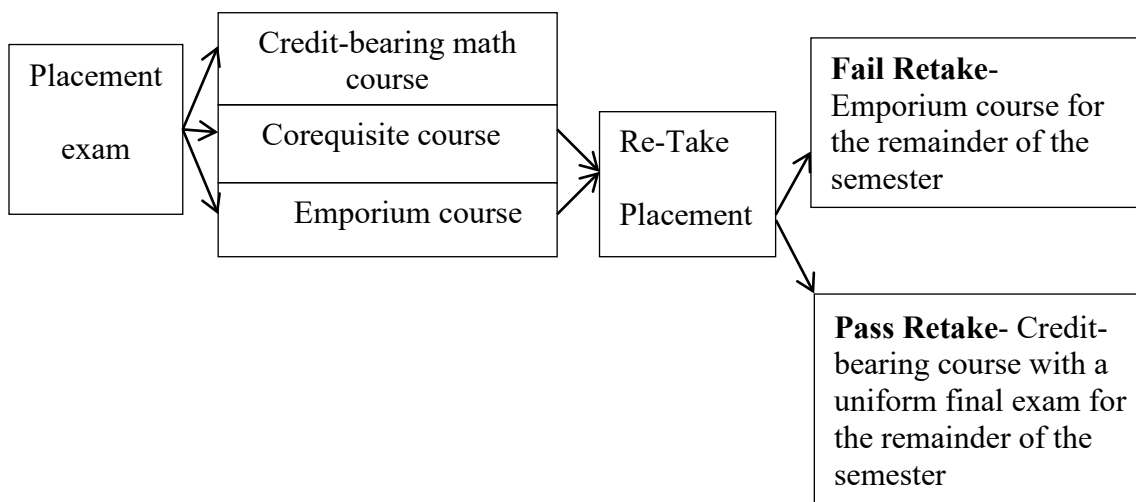 Placement
exam
Credit-bearing math
course
Corequisite course
Emporium course
Re-Take
Placement
Fail Retake-
Emporium course for
the remainder of the
semester
Pass Retake- Credit-
bearing course with a
uniform final exam for
the remainder of the
semester